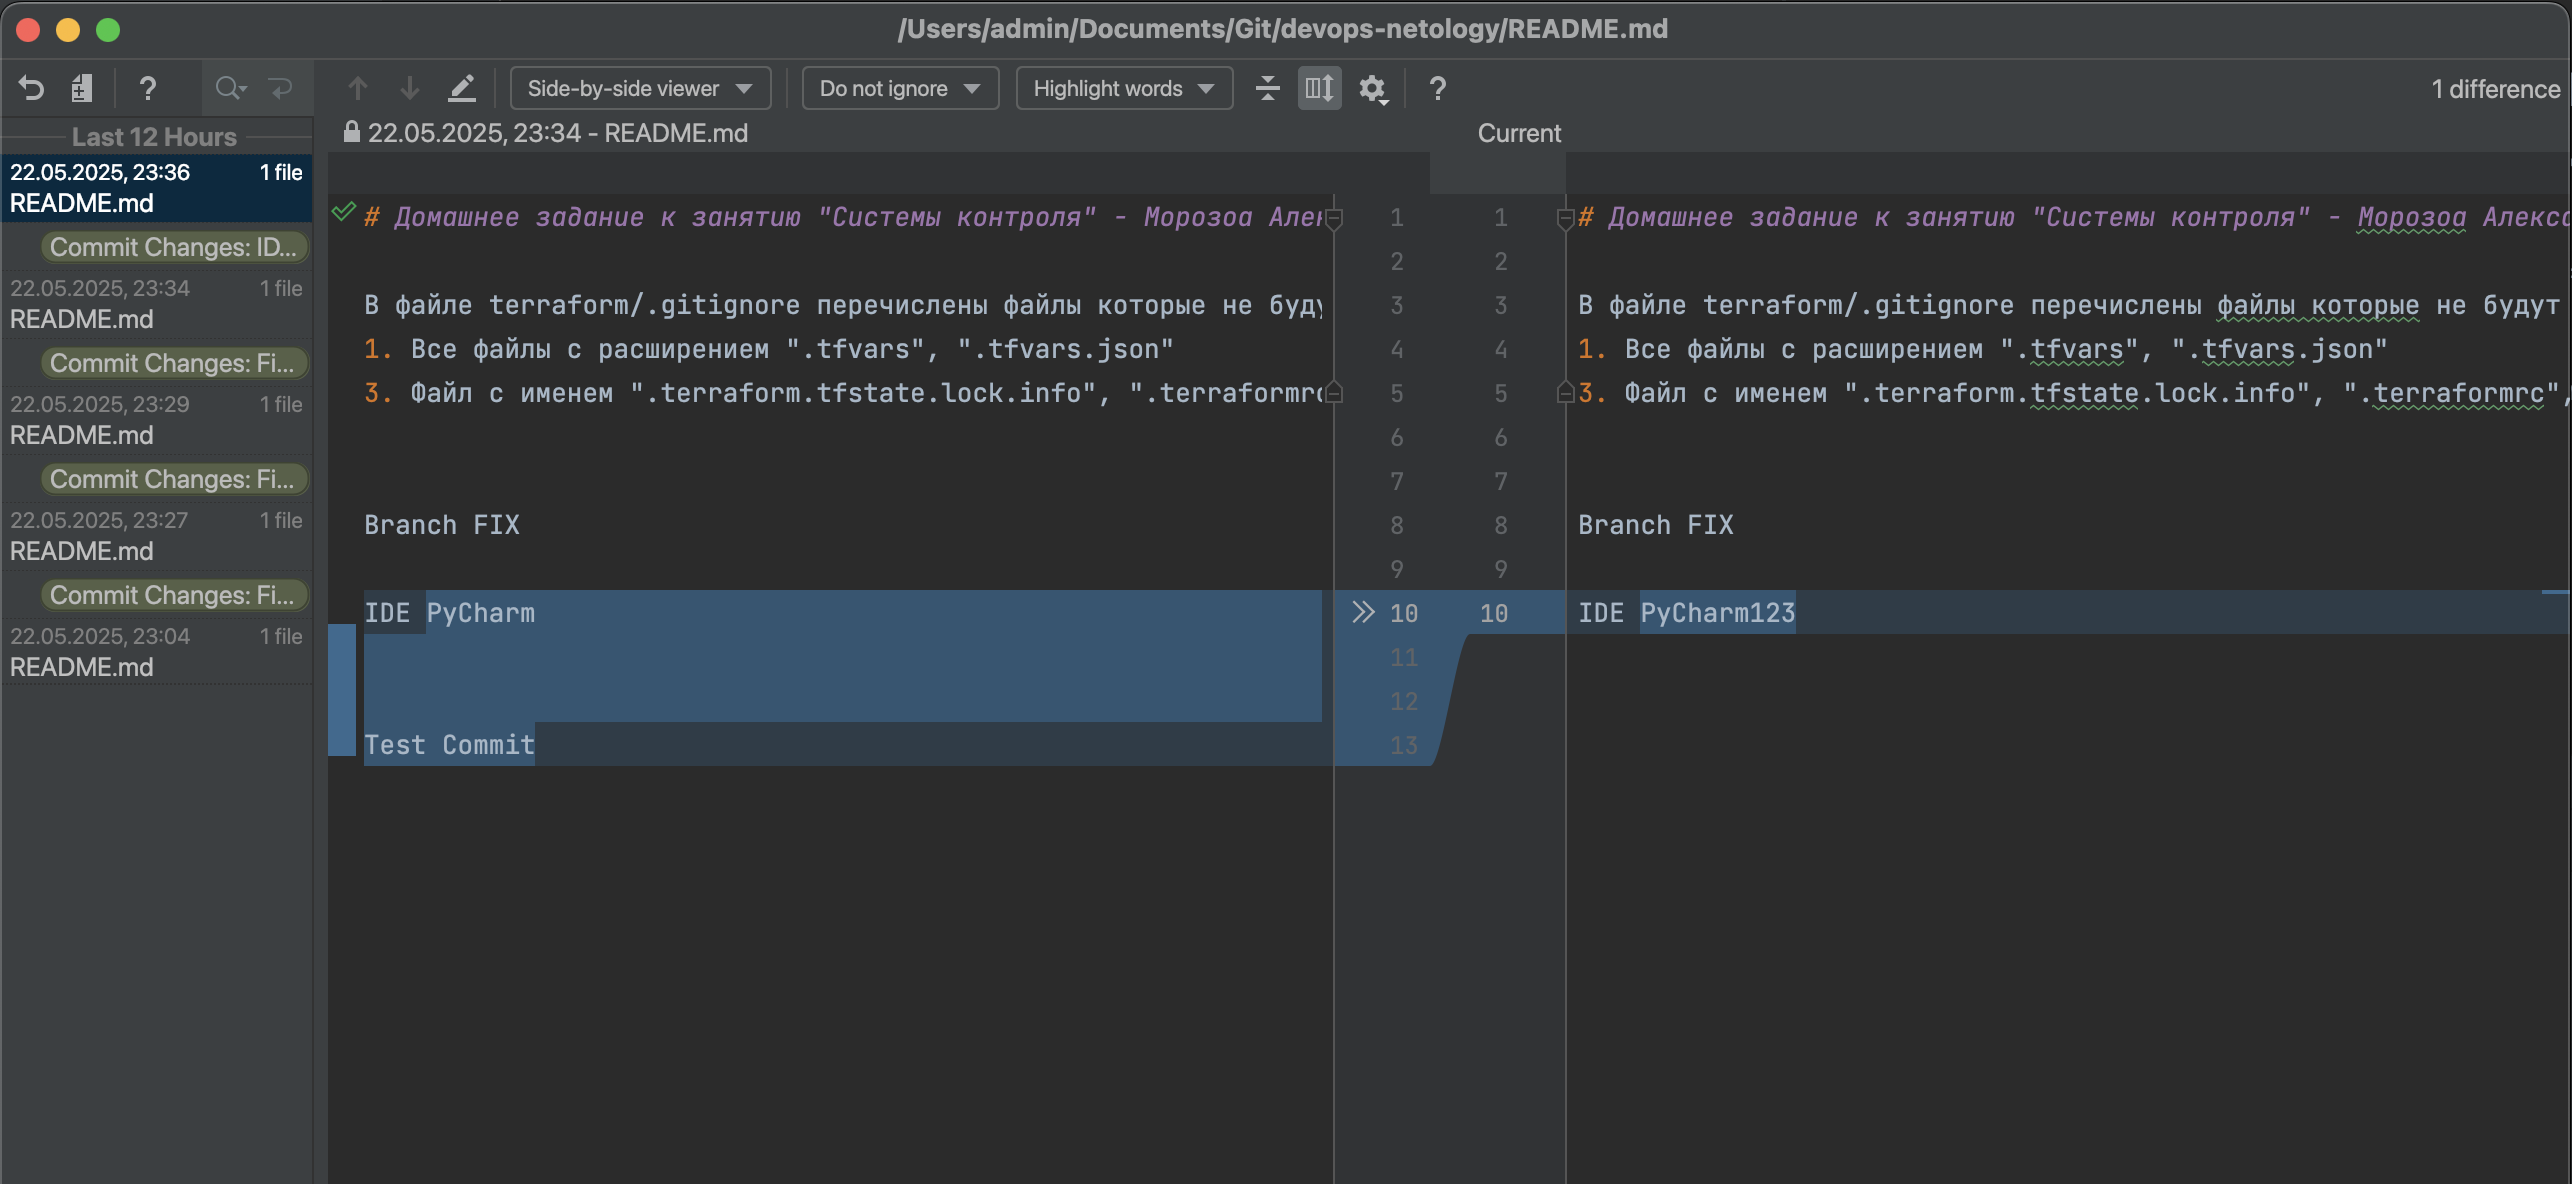 /Users/admin/Documents/Git/devops-netology/README.md
Side-by-side viewer
Do not ignore
Highlight words
1 difference
Last 12 Hours
22.05.2025, 23:36 1 file
README.md
Commit Changes: ID...
22.05.2025, 23:34 1 file
README.md
Commit Changes: Fi...
22.05.2025, 23:29 1 file
README.md
Commit Changes: Fi...
22.05.2025, 23:27 1 file
README.md
Commit Changes: Fi...
22.05.2025, 23:04 1 file
README.md
22.05.2025, 23:34 - README.md
# Домашнее задание к занятию "Системы контроля" - Морозоа Алек
В файле terraform/.gitignore перечислены файлы которые не буду
1. Все файлы с расширением ".tfvars", ".tfvars.json"
3. Файл с именем ".terraform.tfstate.lock.info", ".terraformrc
Branch FIX
IDE PyCharm
Test Commit
1 1
2 2
3 3
4 4
5 5
6 6
7 7
8 8
9 9
10 10
11
12
13
Current
# Домашнее задание к занятию "Системы контроля" - Морозоа Алекса
В файле terraform/.gitignore перечислены файлы которые не будут
1. Все файлы с расширением ".tfvars", ".tfvars.json"
3. Файл с именем ".terraform.tfstate.lock.info", ".terraformrc",
Branch FIX
IDE PyCharm123